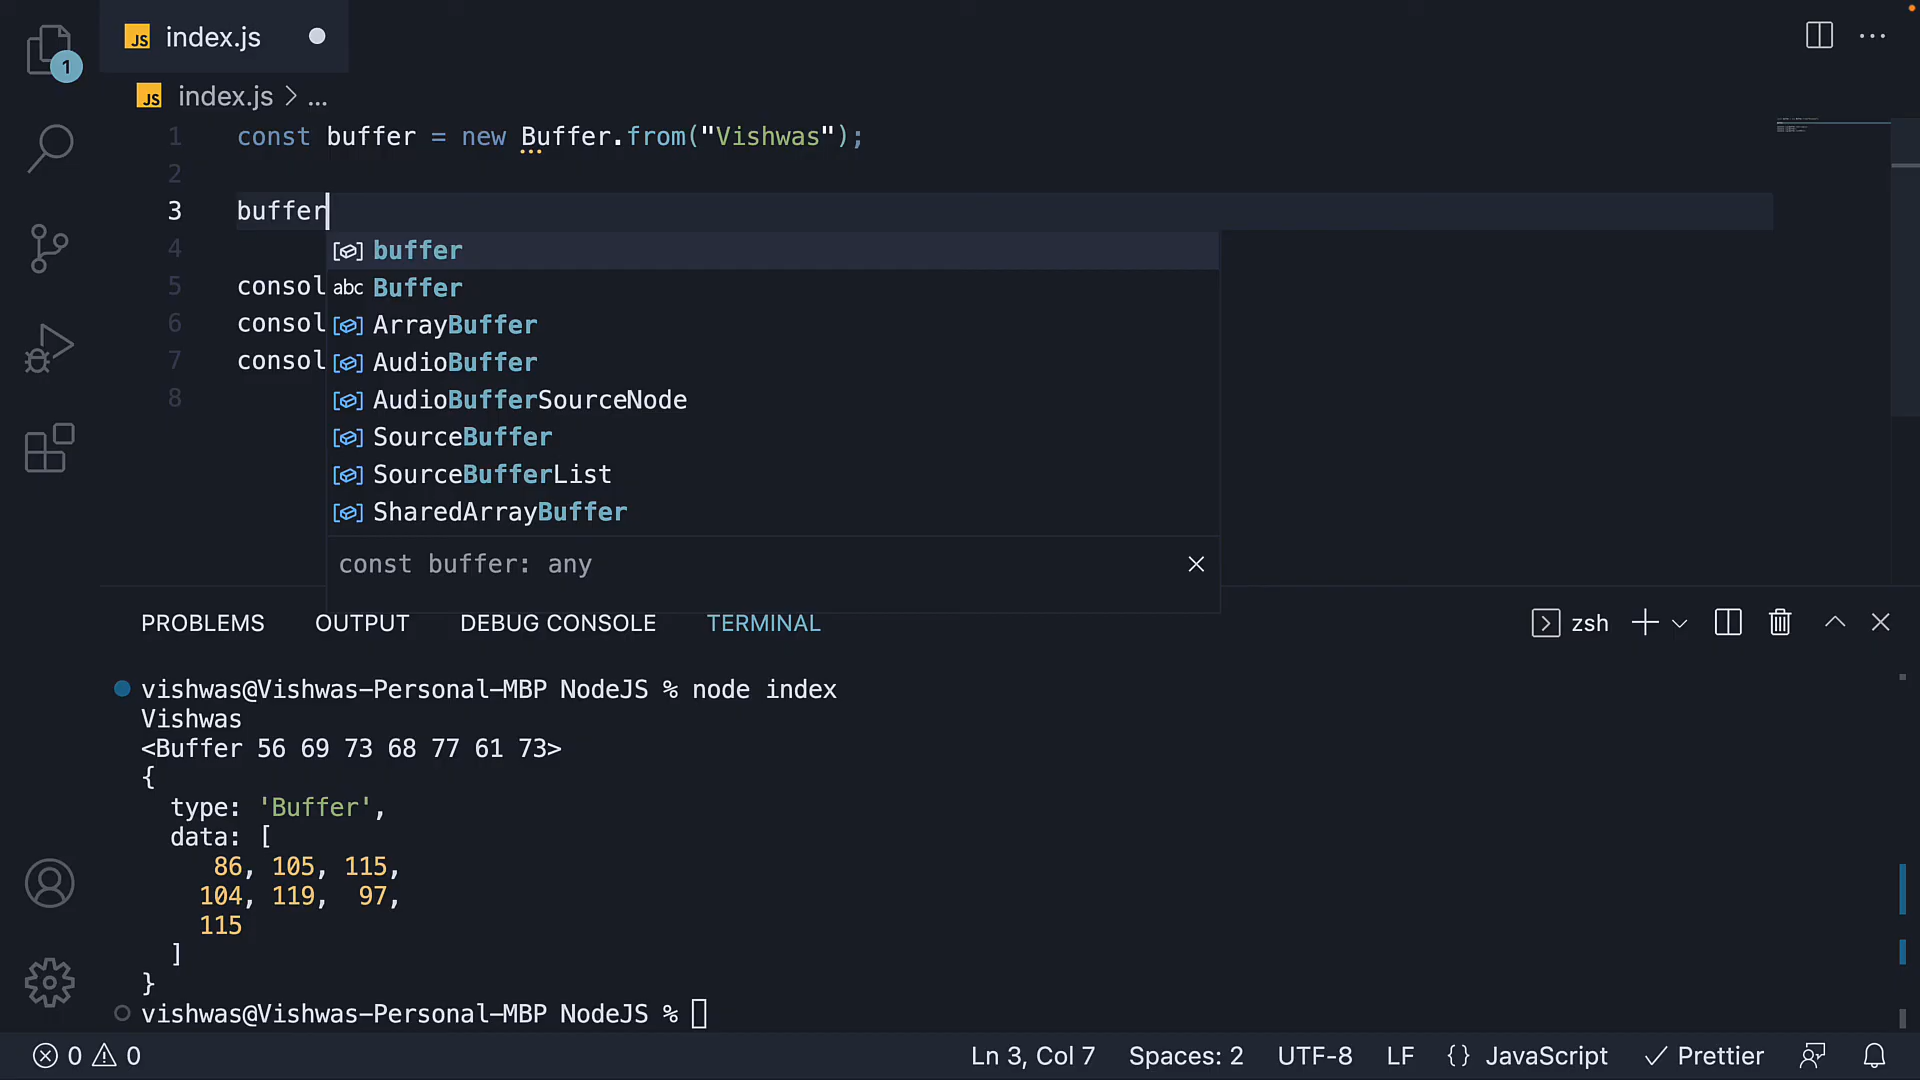 JS index.js
1
JS index.js > ...
1 const buffer = new Buffer.from("Vishwas");
2
3 buffer
4
5 consol
6 consol
7 consol
8
buffer
abc Buffer
ArrayBuffer
AudioBuffer
AudioBufferSourceNode
SourceBuffer
SourceBufferList
SharedArrayBuffer
const buffer: any
PROBLEMS OUTPUT DEBUG CONSOLE TERMINAL zsh
vishwas@Vishwas-Personal-MBP NodeJS % node index
Vishwas
<Buffer 56 69 73 68 77 61 73>
{
type: 'Buffer',
data: [
86, 105, 115,
104, 119, 97,
115
]
}
vishwas@Vishwas-Personal-MBP NodeJS %
0 0 Ln 3, Col 7 Spaces: 2 UTF-8 LF {} JavaScript Prettier